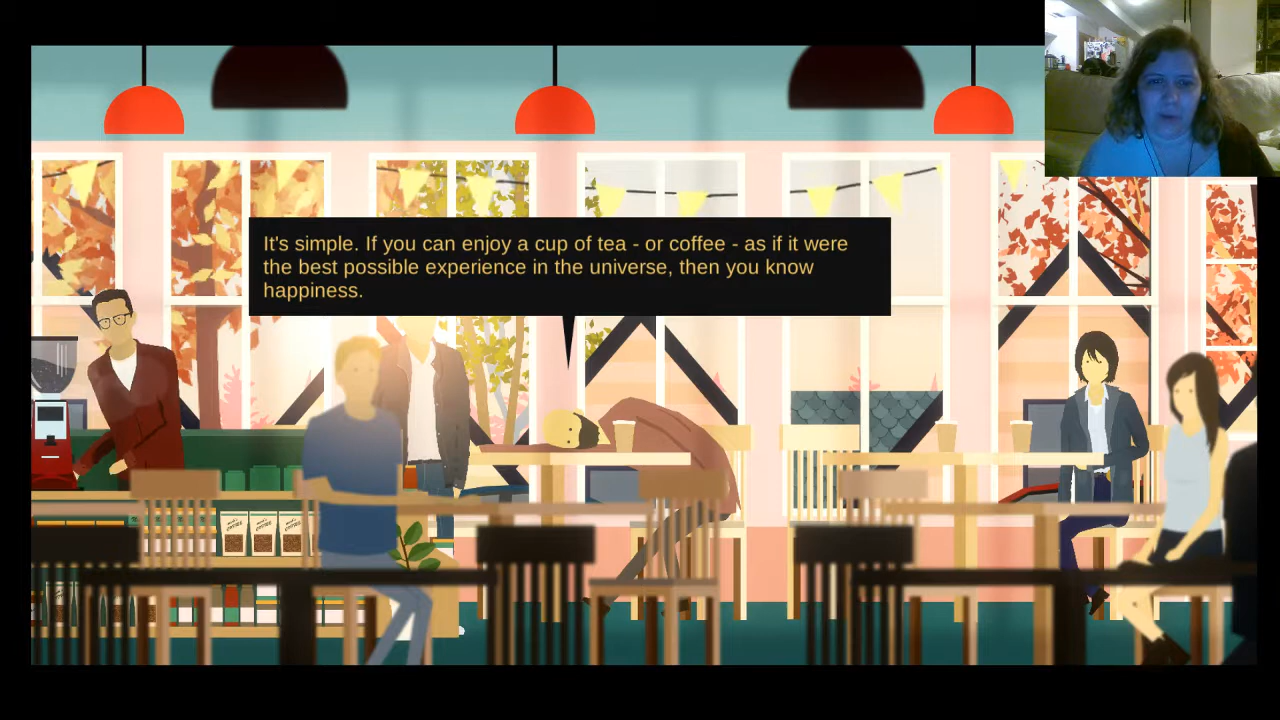 It's simple. If you can enjoy a cup of tea - or coffee - as if it were
the best possible experience in the universe, then you know
happiness.